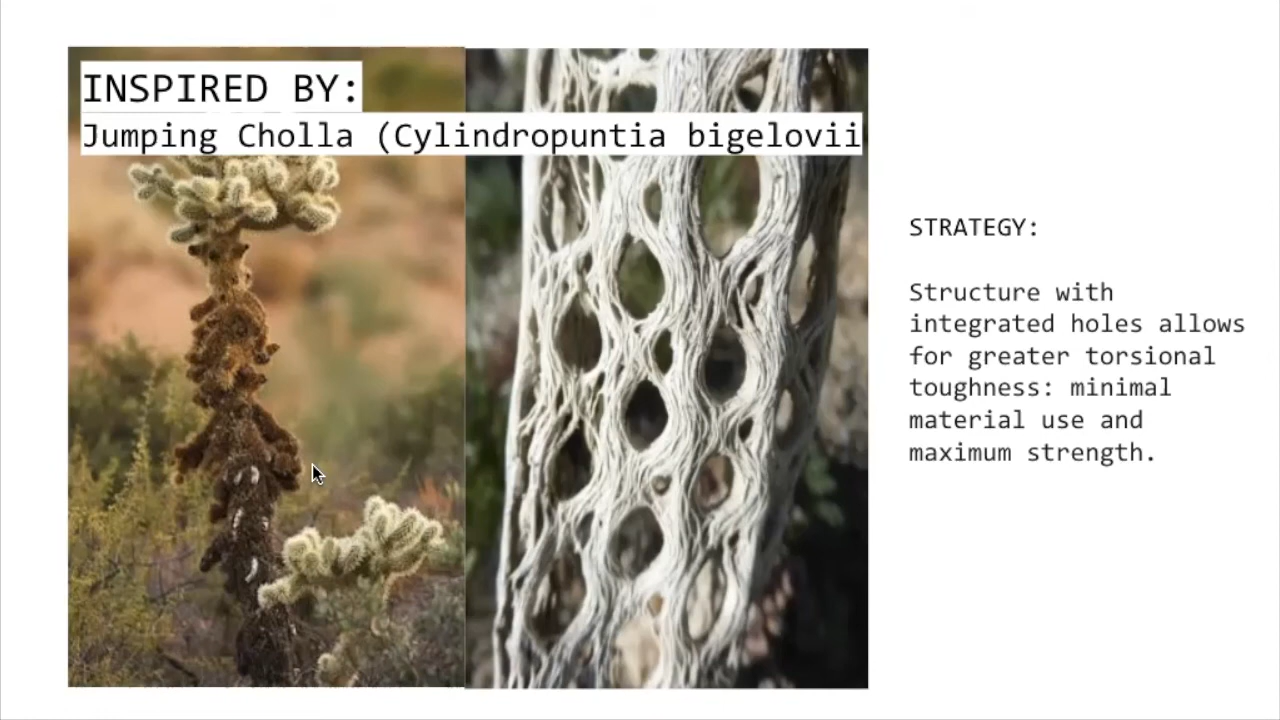 INSPIRED BY:
Jumping Cholla (Cylindropuntia bigelovii
STRATEGY:
Structure with
integrated holes allows
for greater torsional
toughness: minimal
material use and
maximum strength.